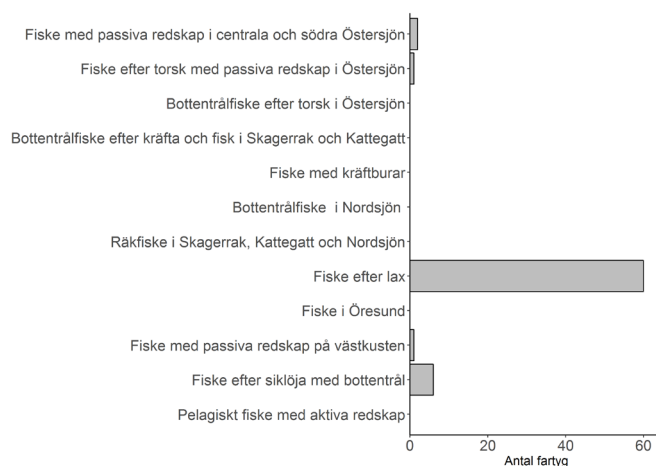 Fiske med passiva redskap i centrala och södra Östersjön
Fiske efter torsk med passiva redskap i Östersjön
Bottentrålfiske efter torsk i Östersjön
Bottentrålfiske efter kräfta och fisk i Skagerrak och Kattegatt
Fiske med kräftburar
Bottentrålfiske i Nordsjön
Räkfiske i Skagerrak, Kattegatt och Nordsjön
Fiske efter lax
Fiske i Öresund
Fiske med passiva redskap på västkusten
Fiske efter siklöja med bottentrål
Pelagiskt fiske med aktiva redskap
0 20 40 60
Antal fartyg